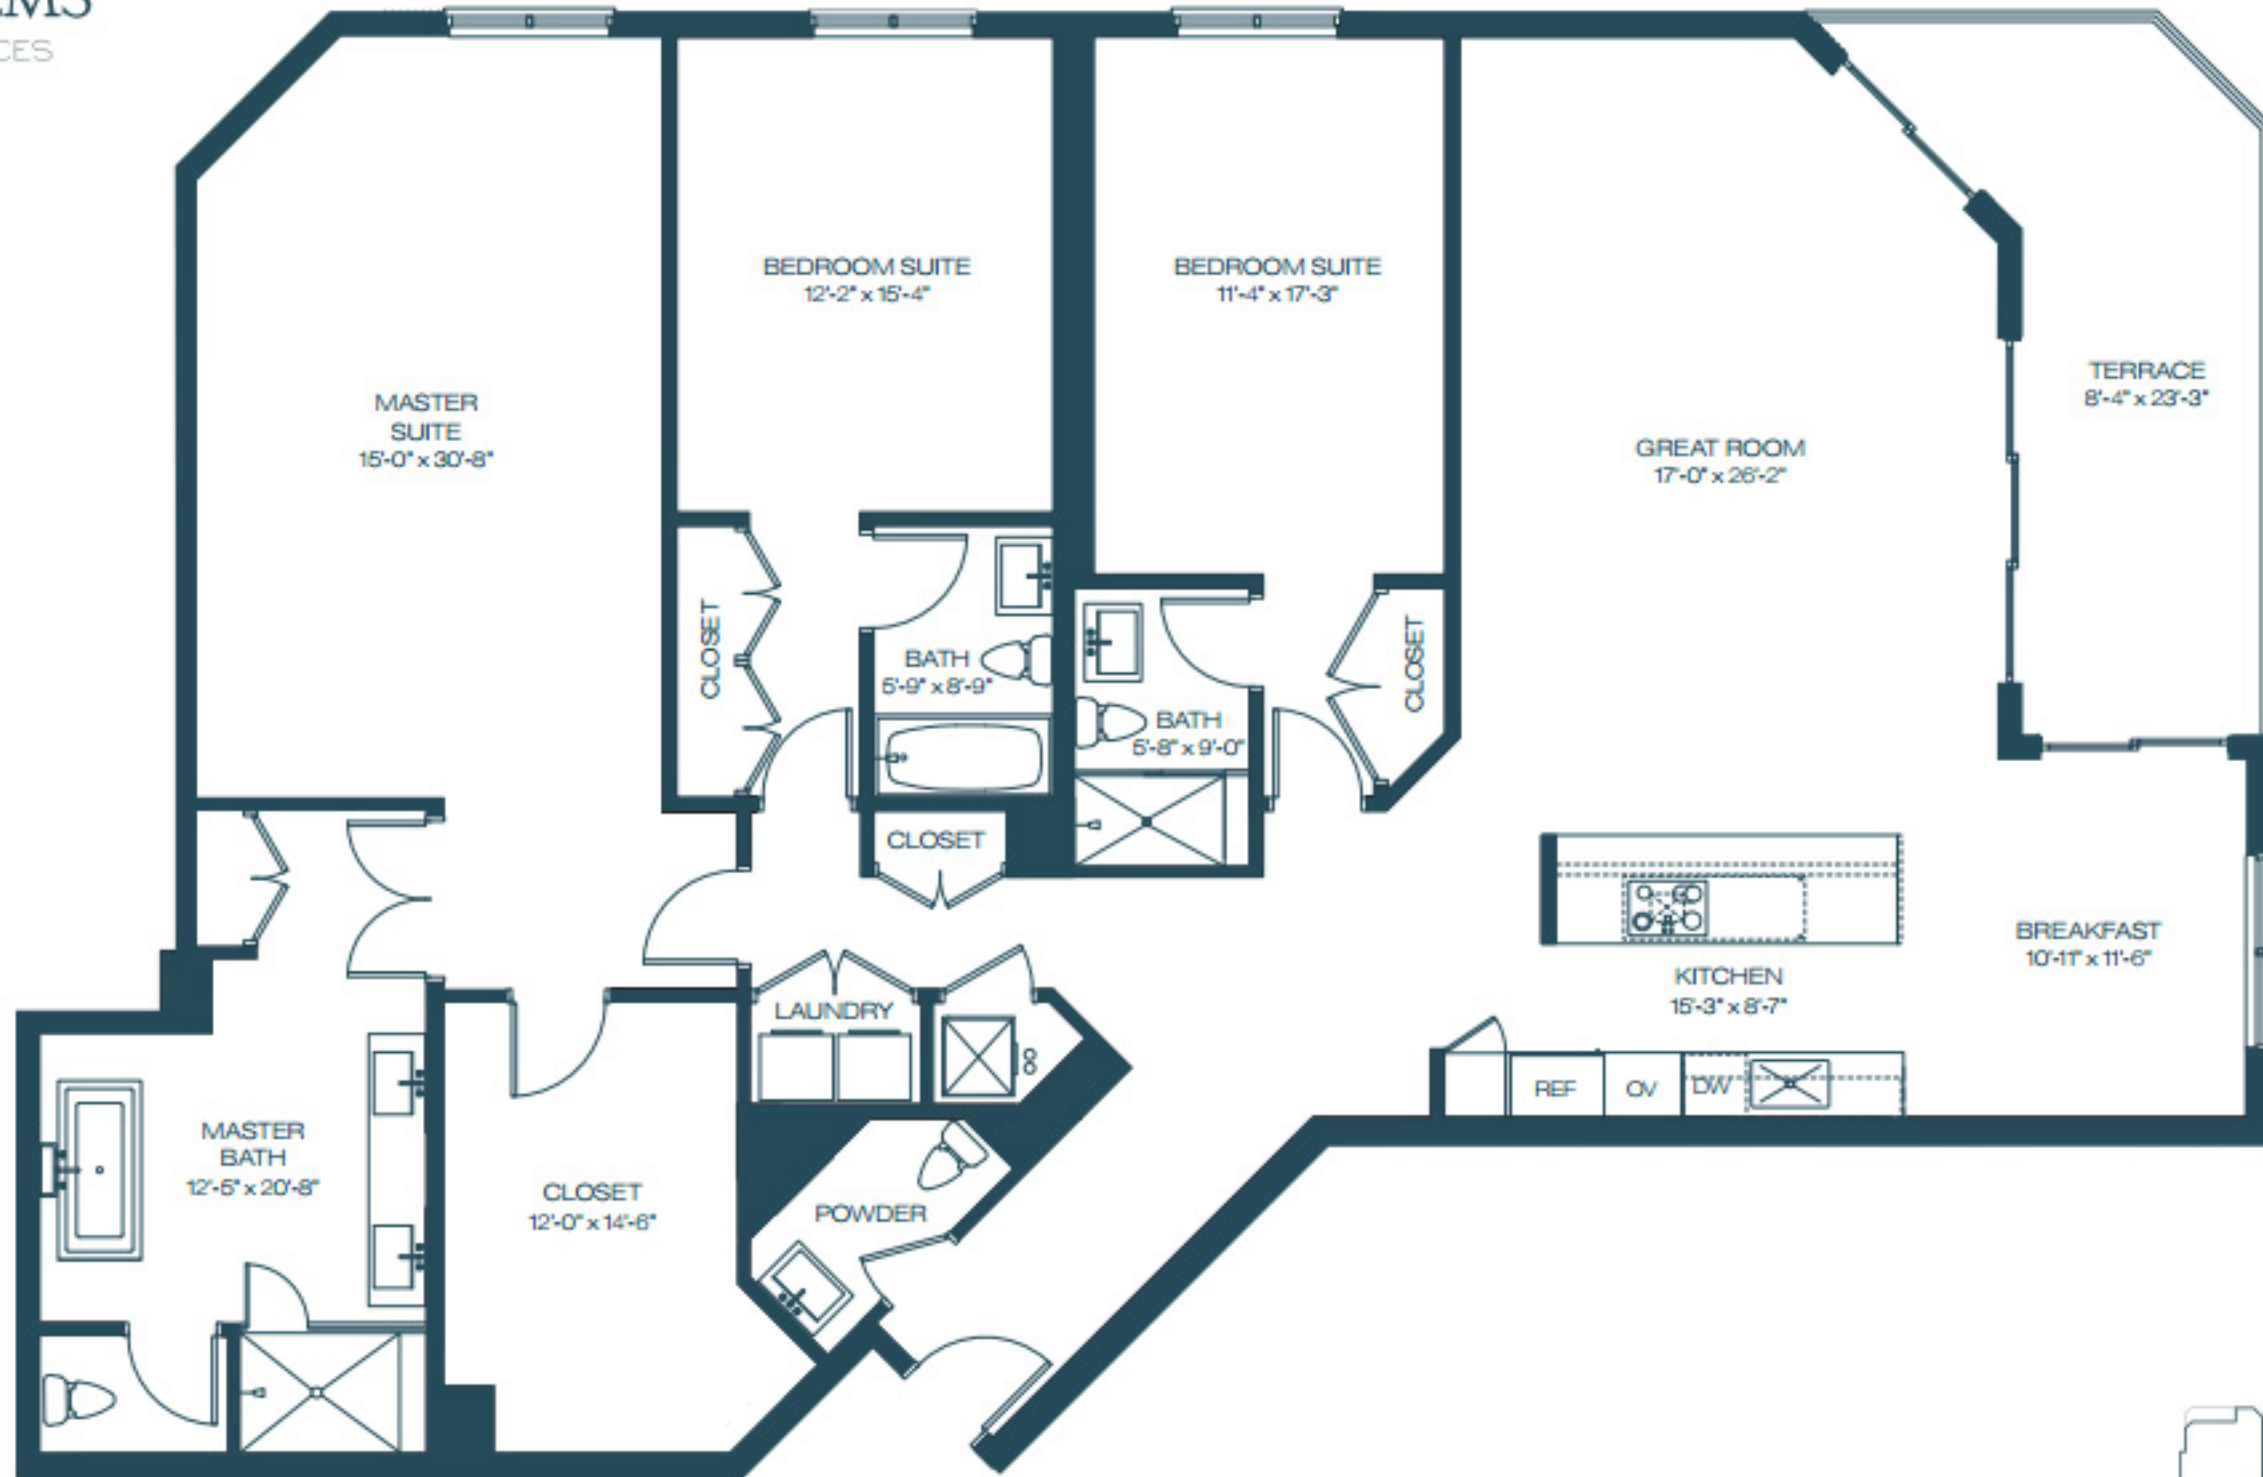 CES
BEDROOM SUITE
12'-2" x 15'-4"
BEDROOM SUITE
11'-4" x 17'-3"
TERRACE
8'-4" x 23'-3"
MASTER
SUITE
15'-0" x 30'-8"
GREAT ROOM
17'-0" x 26'-2"
CLOSET
BATH
5'-9" x 8'-9"
CLOSET
BATH
5'-8" x 9'-0"
CLOSET
BREAKFAST
10'-11" x 11'-6"
KITCHEN
15'-3" x 8'-7"
LAUNDRY
REF
OV
DW
MASTER
BATH
12'-5" x 20'-8"
CLOSET
12'-0" x 14'-6"
POWDER